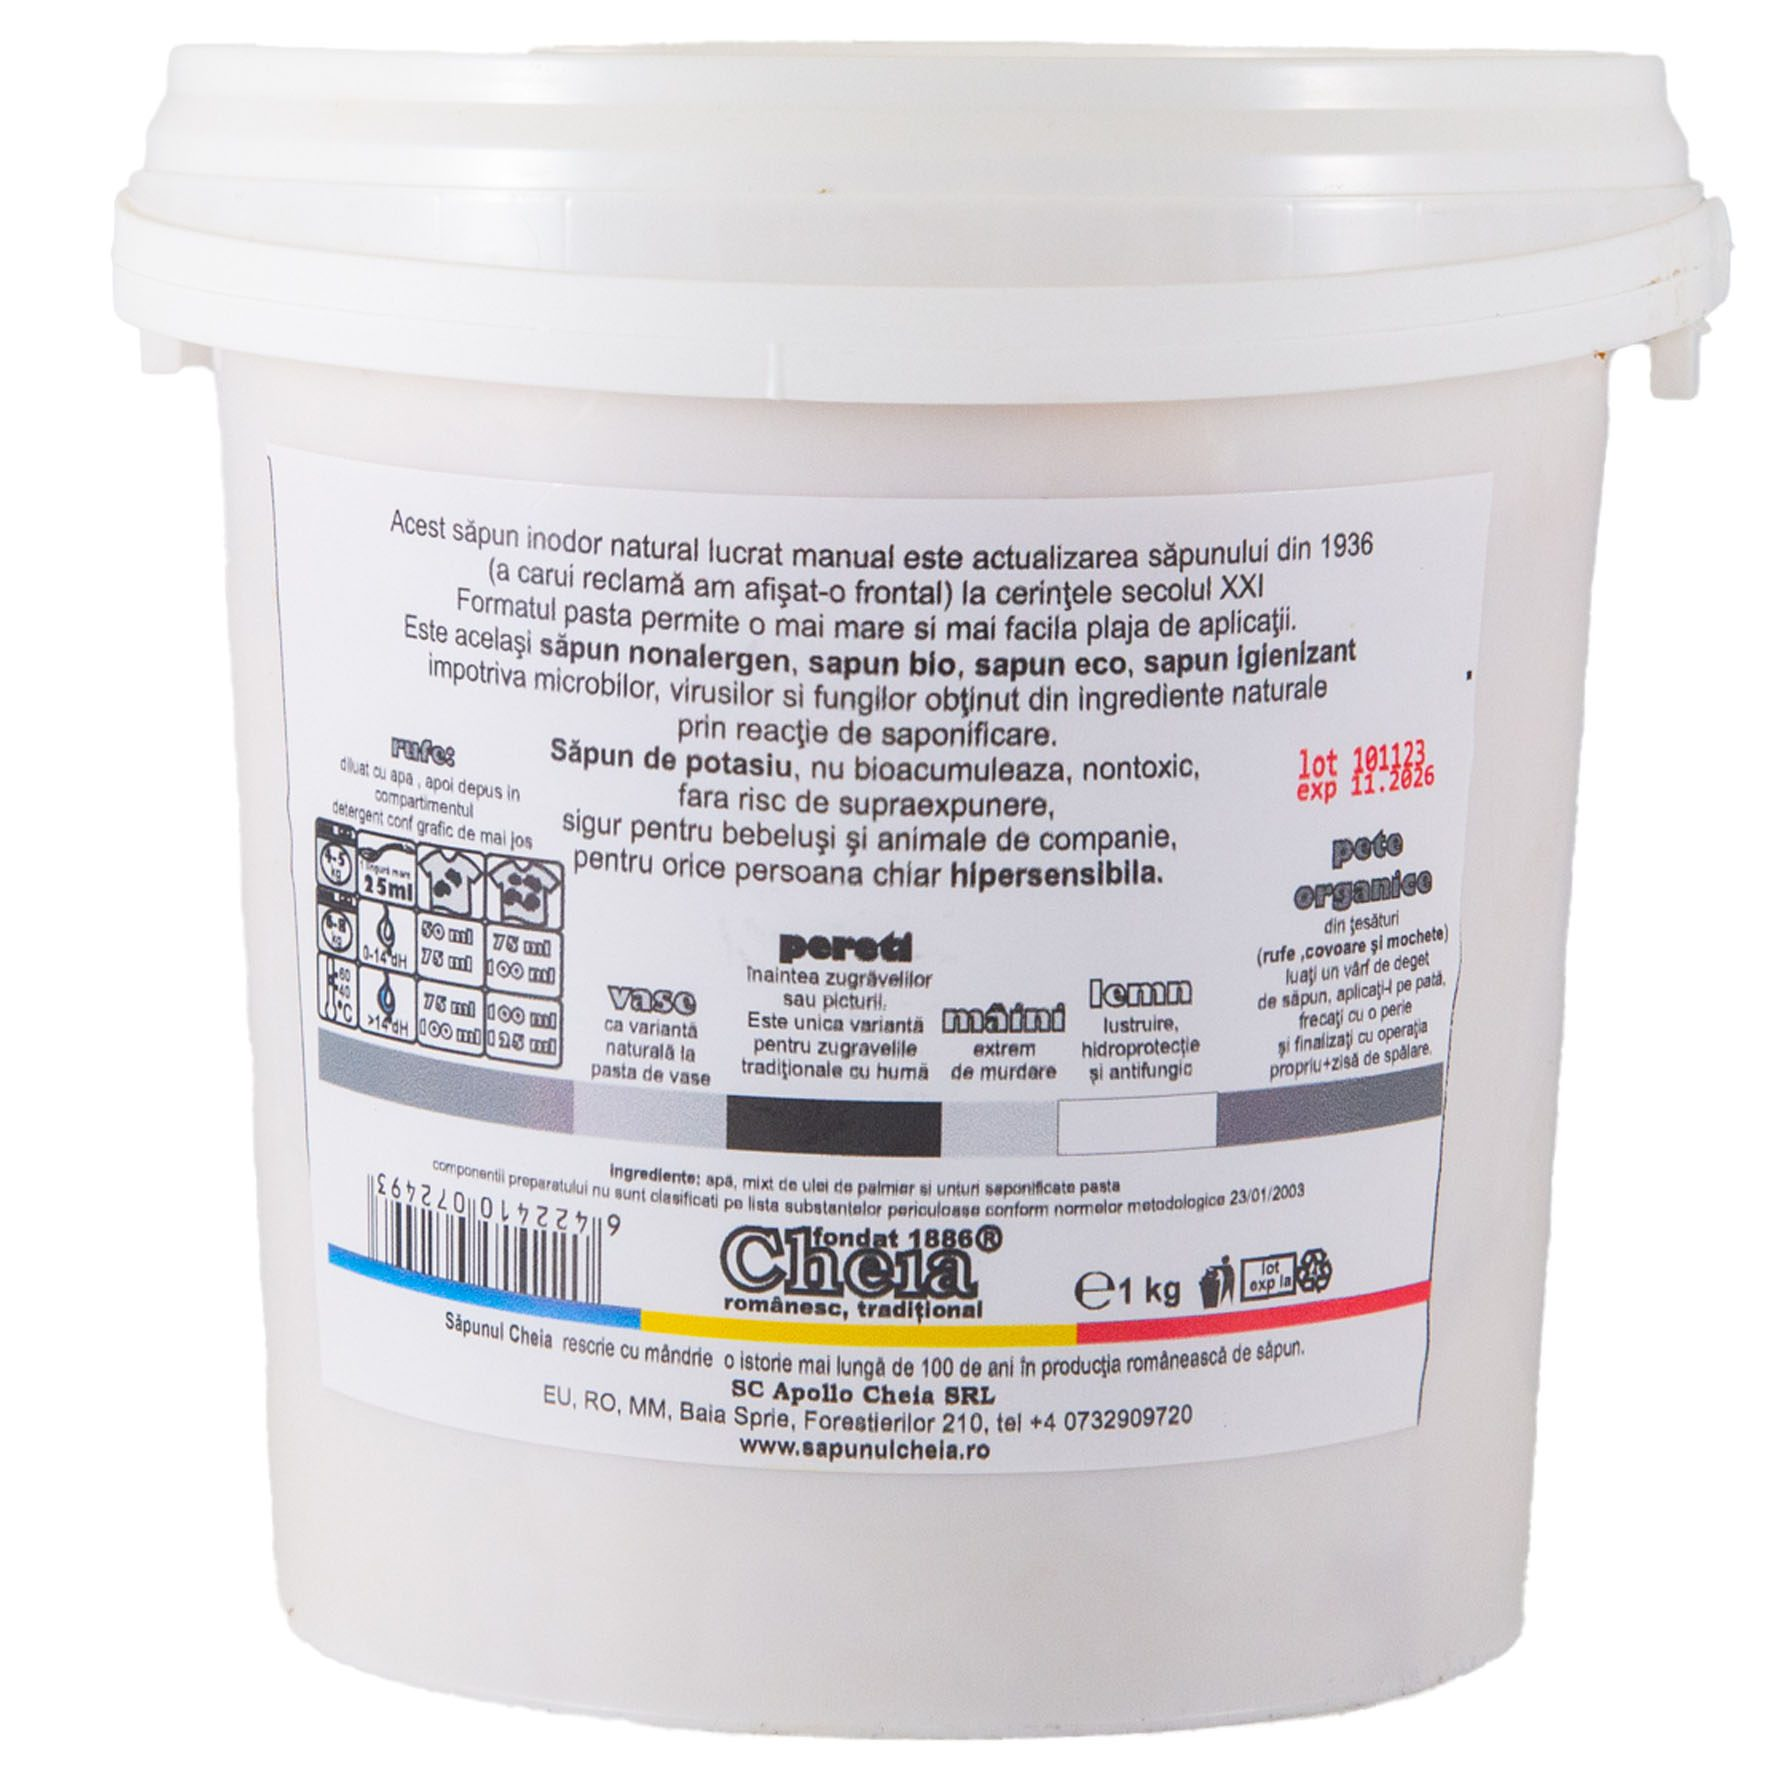 Acest săpun inodor natural lucrat manual este actualizarea săpunului din 1936
(a carui reclamă am afişat-o frontal) la cerinţele secolul XXI
Formatul pasta permite o mai mare si mai facila plaja de aplicaţii.
Este acelaşi săpun nonalergen, sapun bio, sapun eco, sapun igienizant
impotriva microbilor, virusilor si fungilor obţinut din ingrediente naturale
prin reacţie de saponificare.
Săpun de potasiu, nu bioacumuleaza, nontoxic,
fara risc de supraexpunere,
sigur pentru bebeluşi şi animale de companie,
pentru orice persoana chiar hipersensibila.
lot 101123
exp 11.2026
rufe:
diluat cu apa , apoi depus in
compartimentul
detergent conf grafic de mai jos
4-5 kg
1 lingură mare
25ml
6-8 kg
0-14°dH
50 ml
75 ml
75 ml
100 ml
60
40
°C
>14°dH
75 ml
100 ml
100 ml
125 ml
vase
ca variantă
naturală la
pasta de vase
pereti
înaintea zugrăvelilor
sau picturii.
Este unica variantă
pentru zugravelile
tradiţionale cu humă
mâini
extrem
de murdare
lemn
lustruire,
hidroprotecţie
şi antifungic
pete
organice
din ţesături
(rufe ,covoare şi mochete)
luaţi un vârf de deget
de săpun, aplicaţi-l pe pată,
frecaţi cu o perie
şi finalizaţi cu operaţia
propriu+zisă de spălare.
ingrediente: apă, mixt de ulei de palmier si unturi saponificate pasta
componentii preparatului nu sunt clasificati pe lista substantelor periculoase conform normelor metodologice 23/01/2003
6422410072493
fondat 1886®
Cheia
românesc, tradiţional
℮1 kg
lot
exp la
Săpunul Cheia rescrie cu mândrie o istorie mai lungă de 100 de ani în producţia românească de săpun.
SC Apollo Cheia SRL
EU, RO, MM, Baia Sprie, Forestierilor 210, tel +4 0732909720
www.sapunulcheia.ro